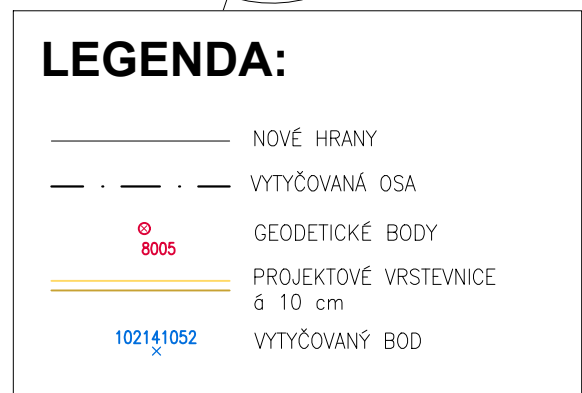 LEGENDA:
NOVÉ HRANY
VYTYČOVANÁ OSA
8005
GEODETICKÉ BODY
PROJEKTOVÉ VRSTEVNICE
á 10 cm
102141052
VYTYČOVANÝ BOD